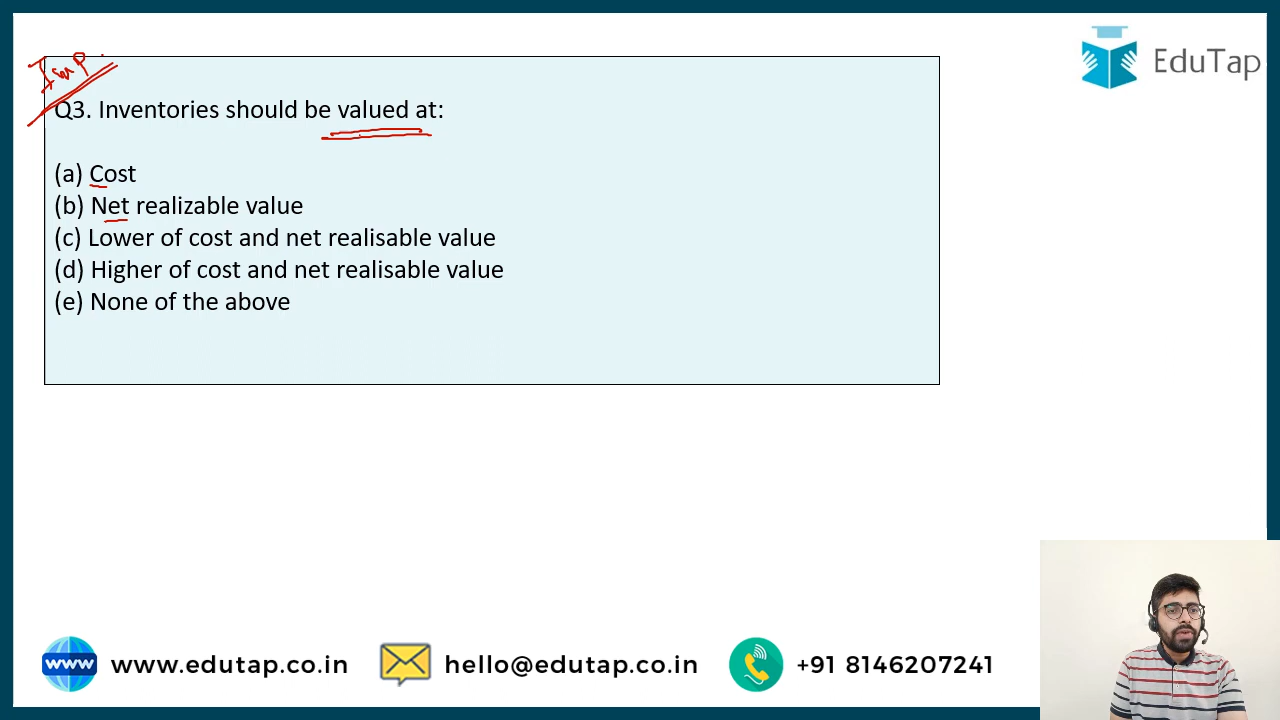 Imp.
EduTap
Q3. Inventories should be valued at:
(a) Cost
(b) Net realizable value
(c) Lower of cost and net realisable value
(d) Higher of cost and net realisable value
(e) None of the above
www www.edutap.co.in hello@edutap.co.in +91 8146207241